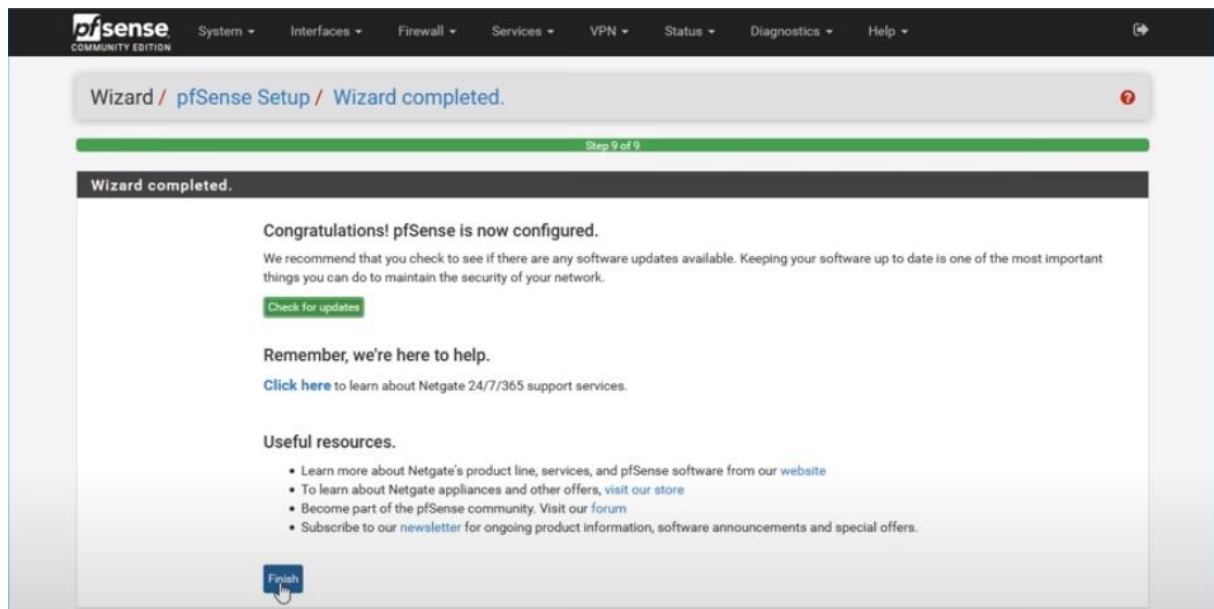 pfsense
COMMUNITY EDITION
System Interfaces Firewall Services VPN Status Diagnostics Help
Wizard / pfSense Setup / Wizard completed.
Step 9 of 9
Wizard completed.
Congratulations! pfSense is now configured.
We recommend that you check to see if there are any software updates available. Keeping your software up to date is one of the most important
things you can do to maintain the security of your network.
Check for updates
Remember, we're here to help.
Click here to learn about Netgate 24/7/365 support services.
Useful resources.
• Learn more about Netgate's product line, services, and pfSense software from our website
• To learn about Netgate appliances and other offers, visit our store
• Become part of the pfSense community. Visit our forum
• Subscribe to our newsletter for ongoing product information, software announcements and special offers.
Finish